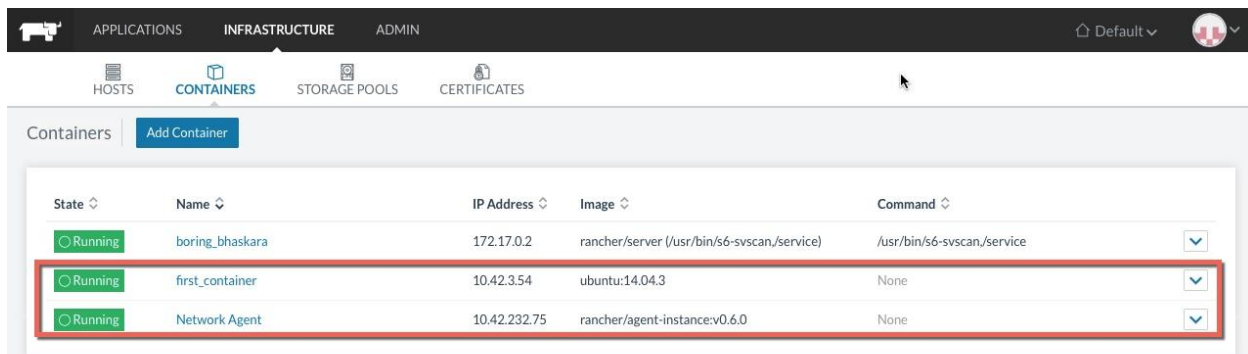 APPLICATIONS INFRASTRUCTURE ADMIN Default
HOSTS CONTAINERS STORAGE POOLS CERTIFICATES
Containers Add Container
State Name IP Address Image Command
Running boring_bhaskara 172.17.0.2 rancher/server (/usr/bin/s6-svscan,/service) /usr/bin/s6-svscan,/service
Running first_container 10.42.3.54 ubuntu:14.04.3 None
Running Network Agent 10.42.232.75 rancher/agent-instance:v0.6.0 None